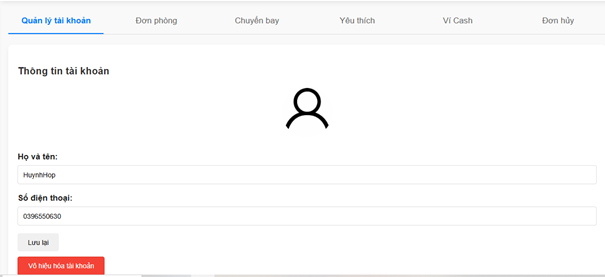 Quản lý tài khoản Đơn phòng Chuyến bay Yêu thích Ví Cash Đơn hủy
Thông tin tài khoản
Họ và tên:
HuynhHop
Số điện thoại:
0396550630
Lưu lại
Vô hiệu hóa tài khoản